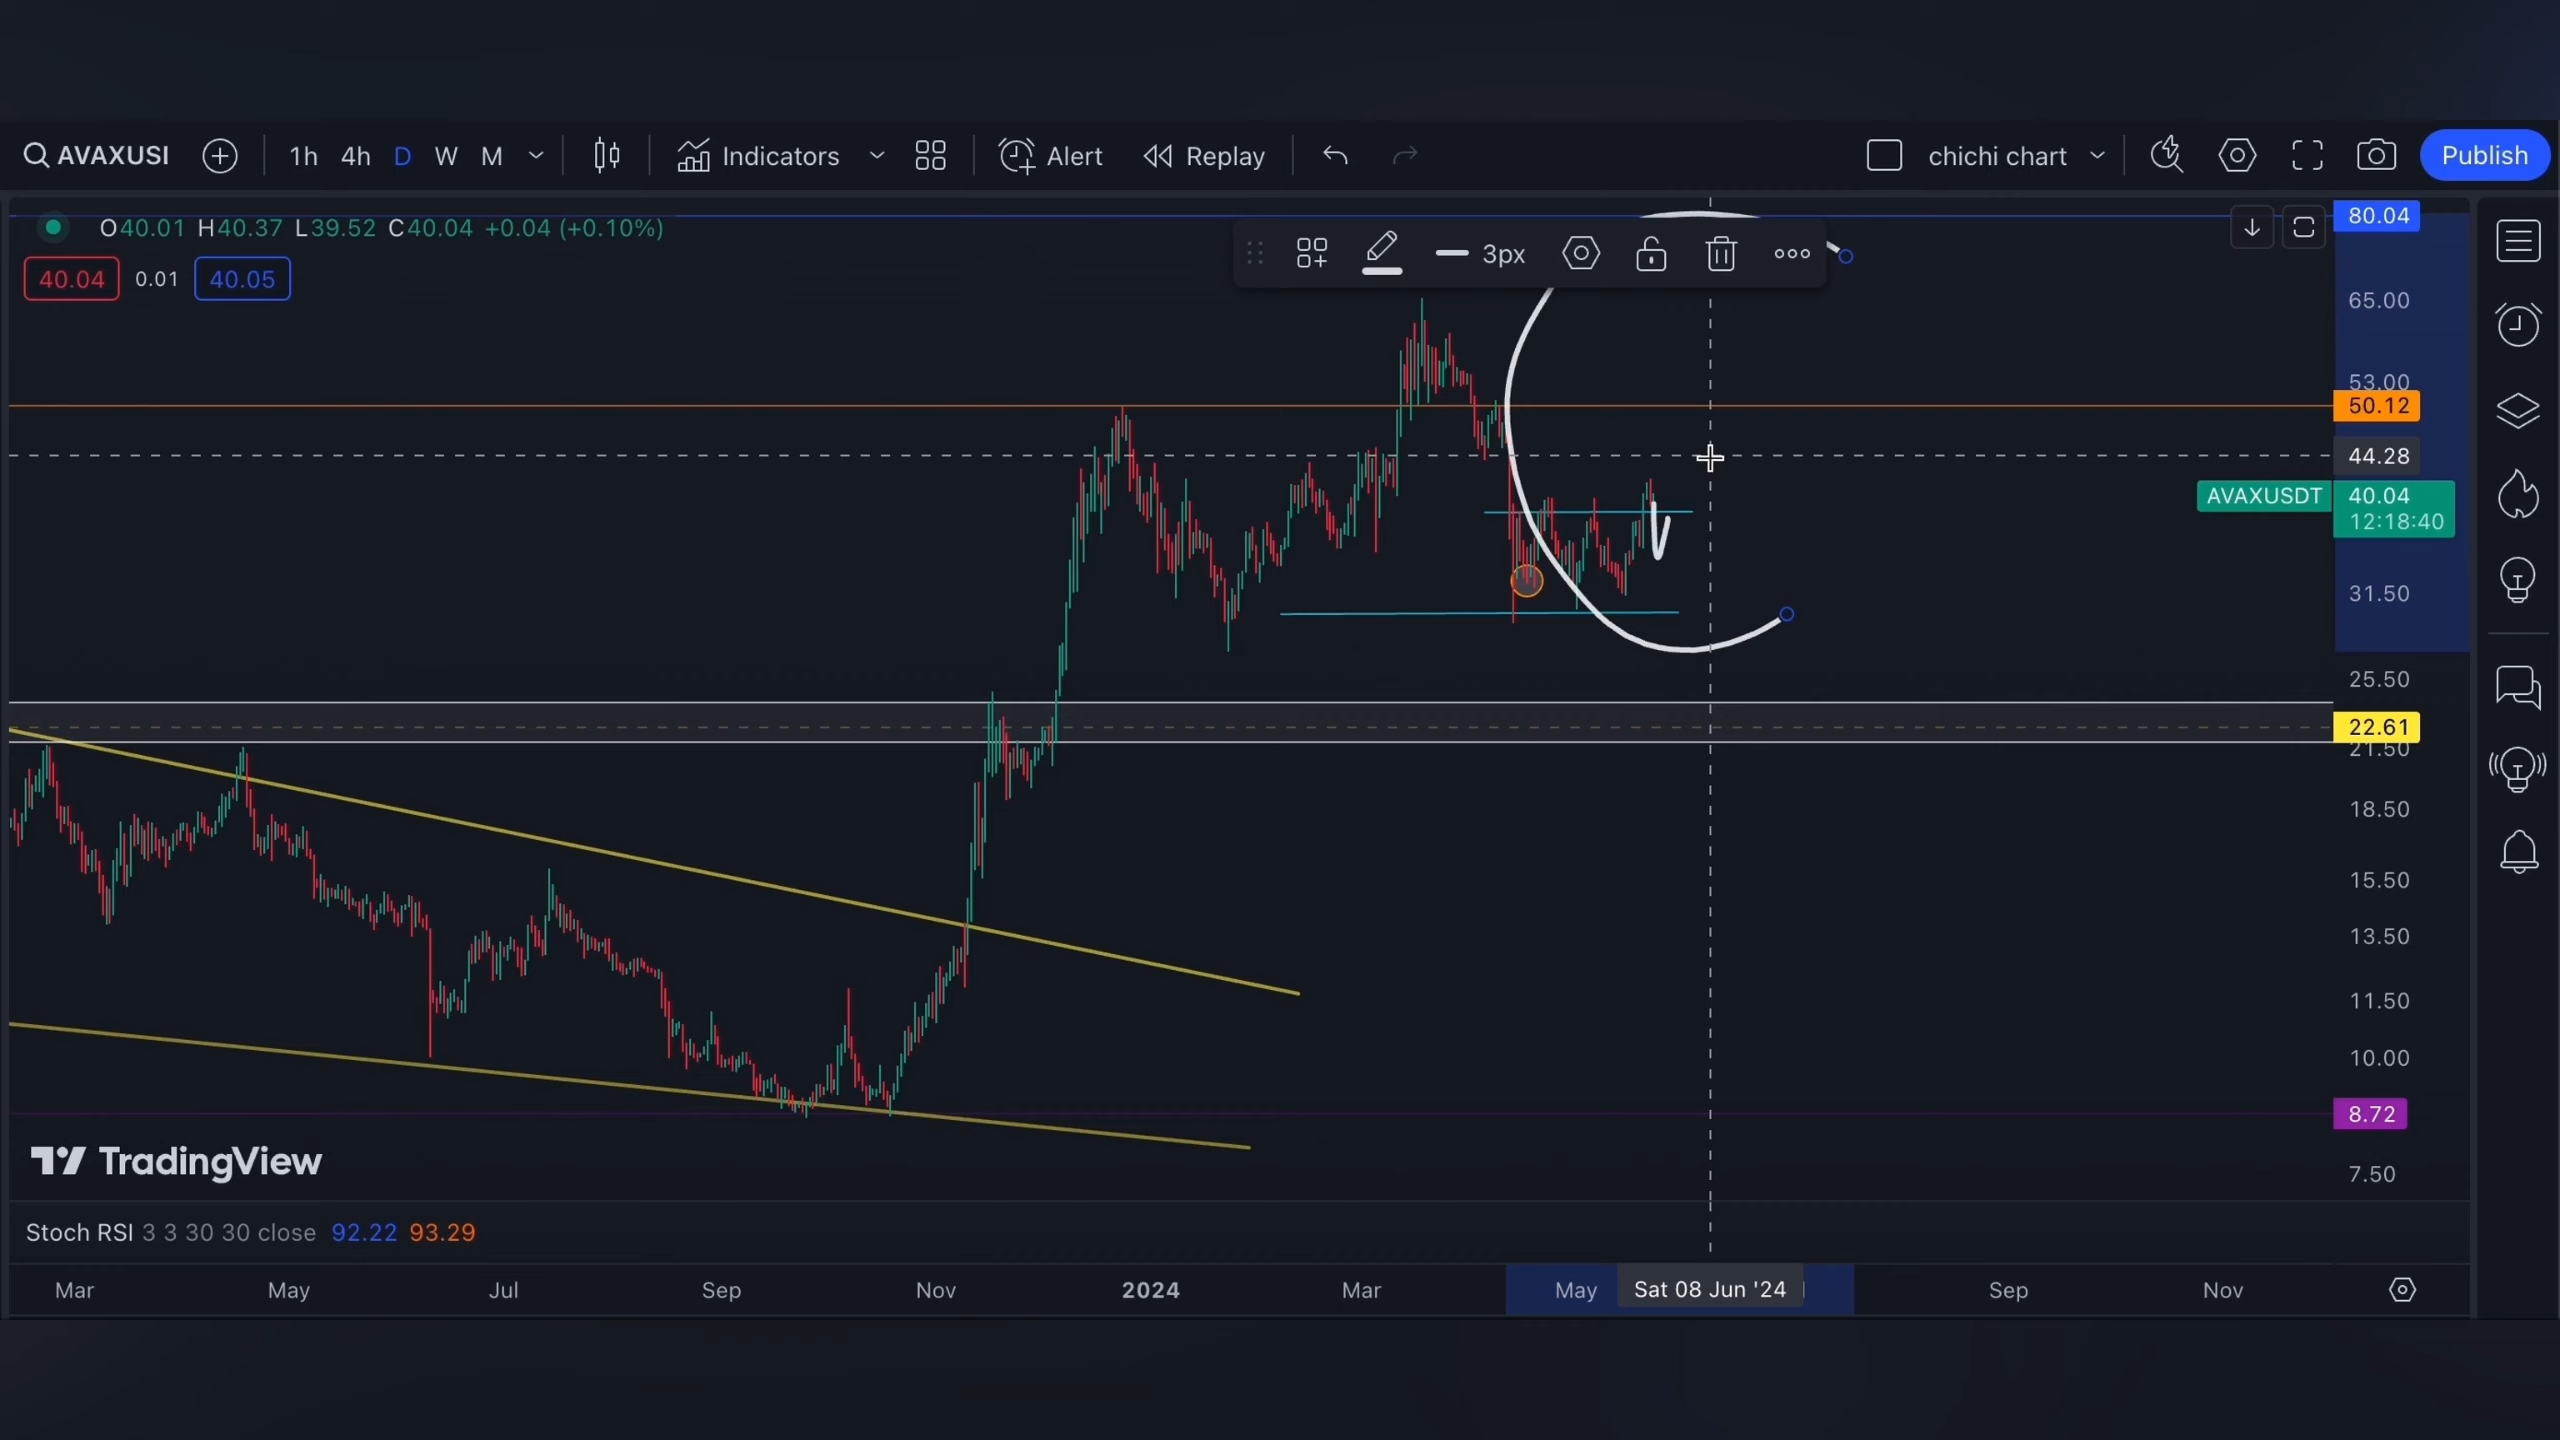 AVAXUSI 1h 4h D W M Indicators Alert Replay chichi chart Publish
O40.01 H40.37 L39.52 C40.04 +0.04 (+0.10%)
40.04 0.01 40.05
3px
80.04
65.00
53.00
50.12
44.28
AVAXUSDT 40.04
12:18:40
31.50
25.50
22.61
21.50
18.50
15.50
13.50
11.50
10.00
8.72
7.50
TradingView
Stoch RSI 3 3 30 30 close 92.22 93.29
Mar May Jul Sep Nov 2024 Mar May Sat 08 Jun '24 Sep Nov